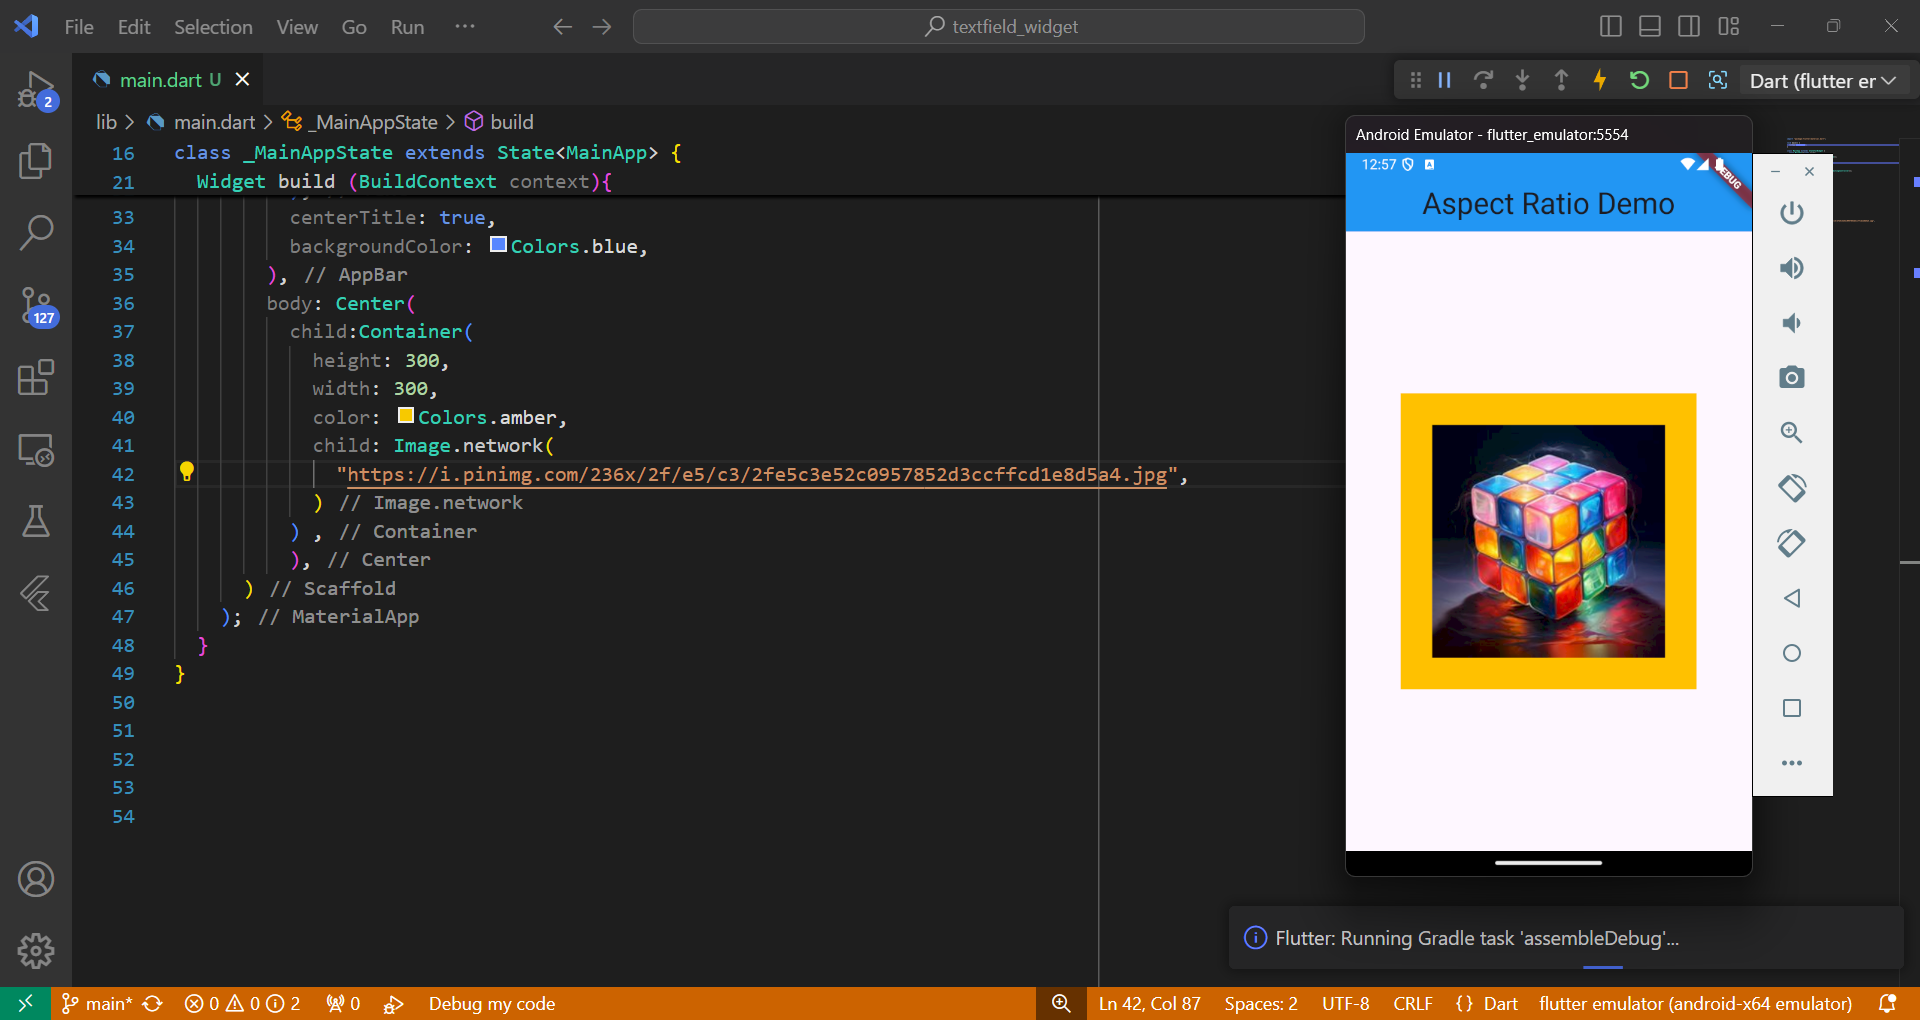 File Edit Selection View Go Run ···
textfield_widget
main.dart U
Dart (flutter er
lib > main.dart > _MainAppState > build
16 class _MainAppState extends State<MainApp> {
21 Widget build (BuildContext context){
33 centerTitle: true,
34 backgroundColor: Colors.blue,
35 ), // AppBar
36 body: Center(
37 child:Container(
38 height: 300,
39 width: 300,
40 color: Colors.amber,
41 child: Image.network(
42 "https://i.pinimg.com/236x/2f/e5/c3/2fe5c3e52c0957852d3ccffcd1e8d5a4.jpg",
43 ) // Image.network
44 ) , // Container
45 ), // Center
46 ) // Scaffold
47 ); // MaterialApp
48 }
49 }
50
51
52
53
54
2
127
Android Emulator - flutter_emulator:5554
12:57
DEBUG
Aspect Ratio Demo
Flutter: Running Gradle task 'assembleDebug'...
main* 0 0 2 0 Debug my code
Ln 42, Col 87 Spaces: 2 UTF-8 CRLF {} Dart flutter emulator (android-x64 emulator)